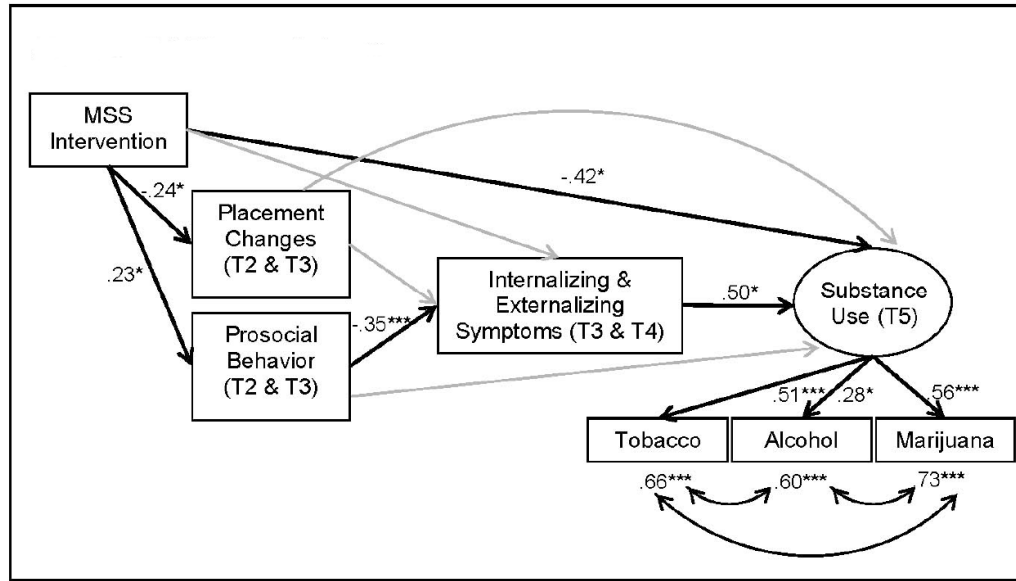 MSS
Intervention
-.42*
-.24*
Placement
Changes
(T2 & T3)
.23*
Internalizing &
Externalizing
Symptoms (T3 & T4)
.50*
Substance
Use (T5)
-.35***
Prosocial
Behavior
(T2 & T3)
.51***
.28*
.56***
Tobacco
Alcohol
Marijuana
.66***
.60***
.73***